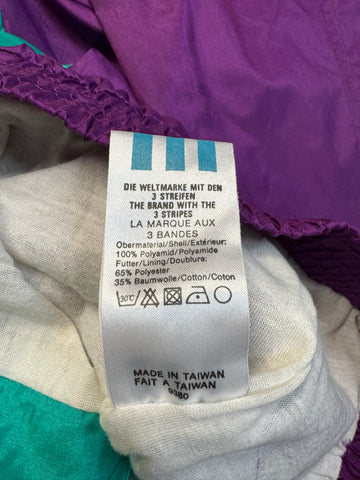 DIE WELTMARKE MIT DEN
3 STREIFEN
THE BRAND WITH THE
3 STRIPES
LA MARQUE AUX
3 BANDES
Obermaterial/Shell/Extérieur:
100% Polyamid/Polyamide
Futter/Lining/Doublure:
65% Polyester
35% Baumwolle/Cotton/Coton
30°C
MADE IN TAIWAN
FAIT A TAIWAN
9360